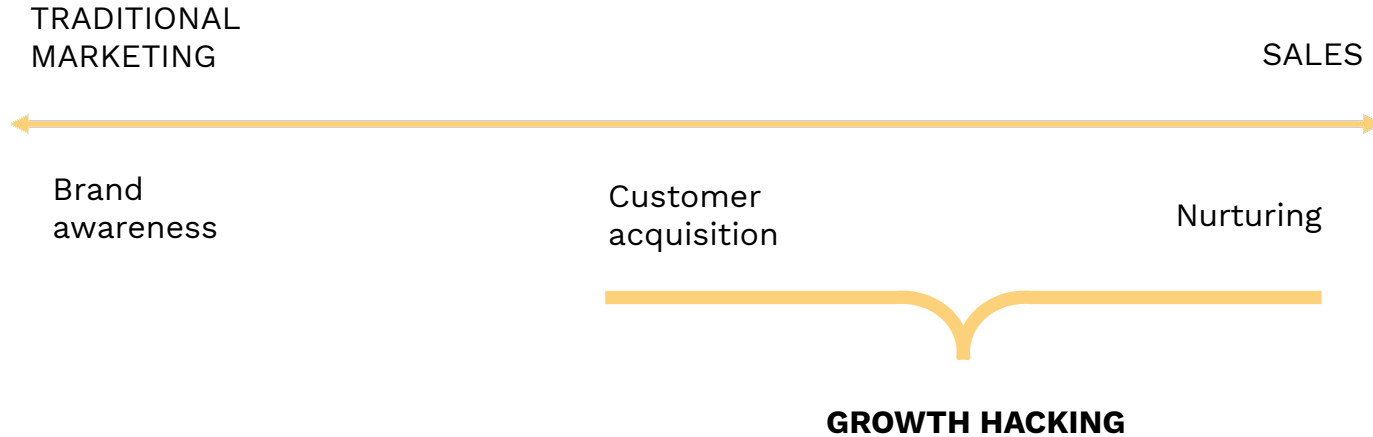 TRADITIONAL
MARKETING
SALES
Brand
awareness
Customer
acquisition
Nurturing
GROWTH HACKING